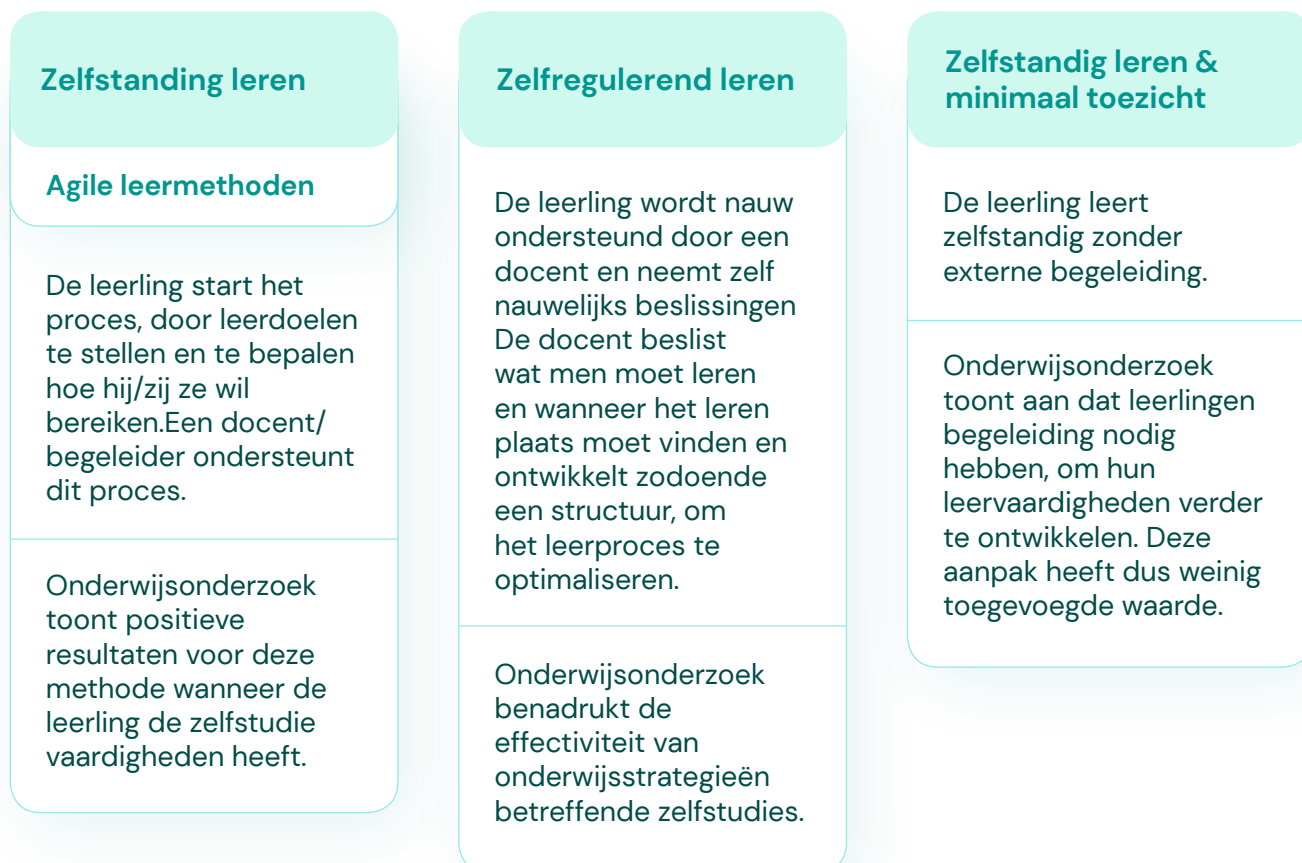 Zelfstanding leren
Agile leermethoden
De leerling start het
proces, door leerdoelen
te stellen en te bepalen
hoe hij/zij ze wil
bereiken.Een docent/
begeleider ondersteunt
dit proces.
Onderwijsonderzoek
toont positieve
resultaten voor deze
methode wanneer de
leerling de zelfstudie
vaardigheden heeft.
Zelfregulerend leren
De leerling wordt nauw
ondersteund door een
docent en neemt zelf
nauwelijks beslissingen
De docent beslist
wat men moet leren
en wanneer het leren
plaats moet vinden en
ontwikkelt zodoende
een structuur, om
het leerproces te
optimaliseren.
Onderwijsonderzoek
benadrukt de
effectiviteit van
onderwijsstrategieën
betreffende zelfstudies.
Zelfstandig leren &
minimaal toezicht
De leerling leert
zelfstandig zonder
externe begeleiding.
Onderwijsonderzoek
toont aan dat leerlingen
begeleiding nodig
hebben, om hun
leervaardigheden verder
te ontwikkelen. Deze
aanpak heeft dus weinig
toegevoegde waarde.